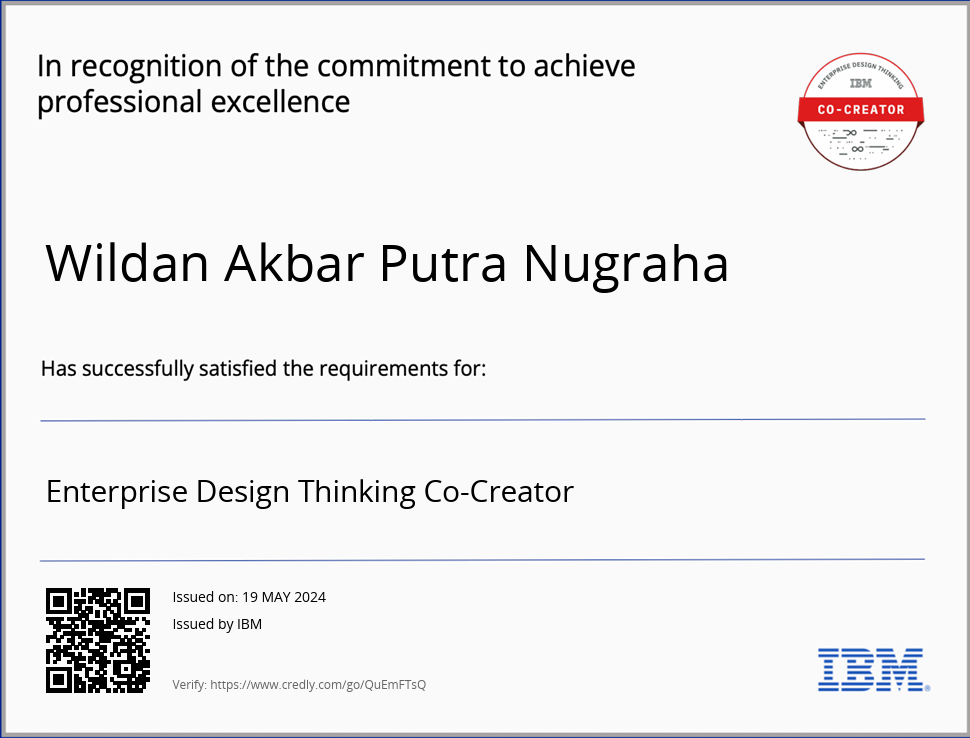 In recognition of the commitment to achieve
professional excellence
ENTERPRISE DESIGN THINKING
IBM
CO-CREATOR
Wildan Akbar Putra Nugraha
Has successfully satisfied the requirements for:
Enterprise Design Thinking Co-Creator
Issued on: 19 MAY 2024
Issued by IBM
Verify: https://www.credly.com/go/QuEmFTsQ
IBM®